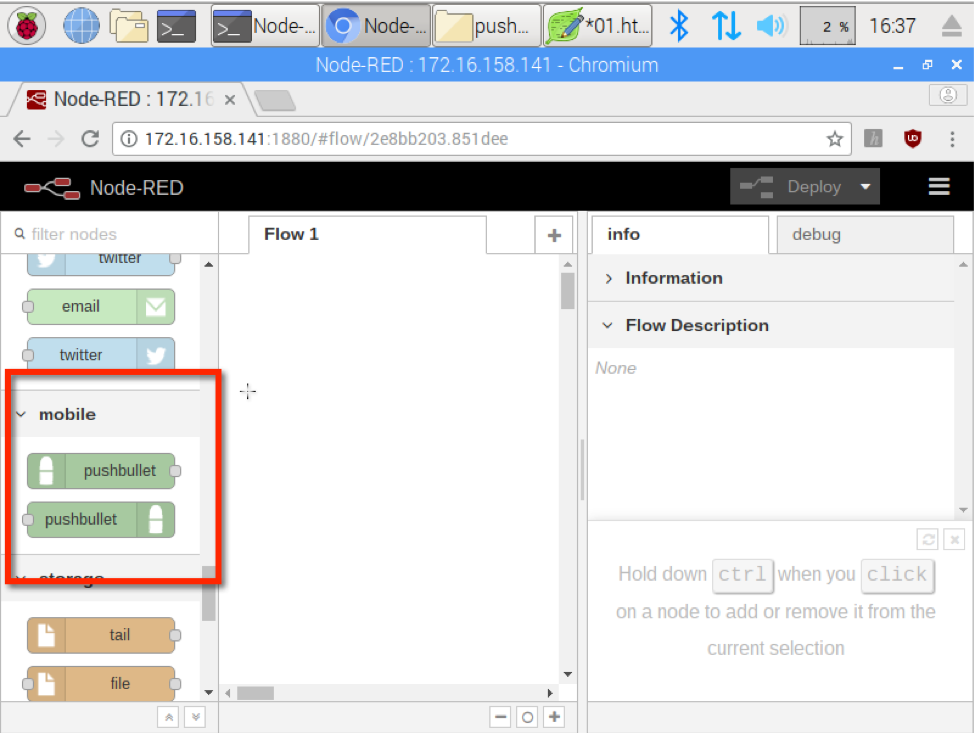 Node-...
Node-...
push...
*01.ht...
2 %
16:37
Node-RED : 172.16.158.141 - Chromium
Node-RED : 172.16
172.16.158.141:1880/#flow/2e8bb203.851dee
h
UD
Node-RED
Deploy
filter nodes
Flow 1
info
debug
twitter
Information
email
Flow Description
twitter
None
mobile
pushbullet
pushbullet
storage
Hold down ctrl when you click
on a node to add or remove it from the
current selection
tail
file